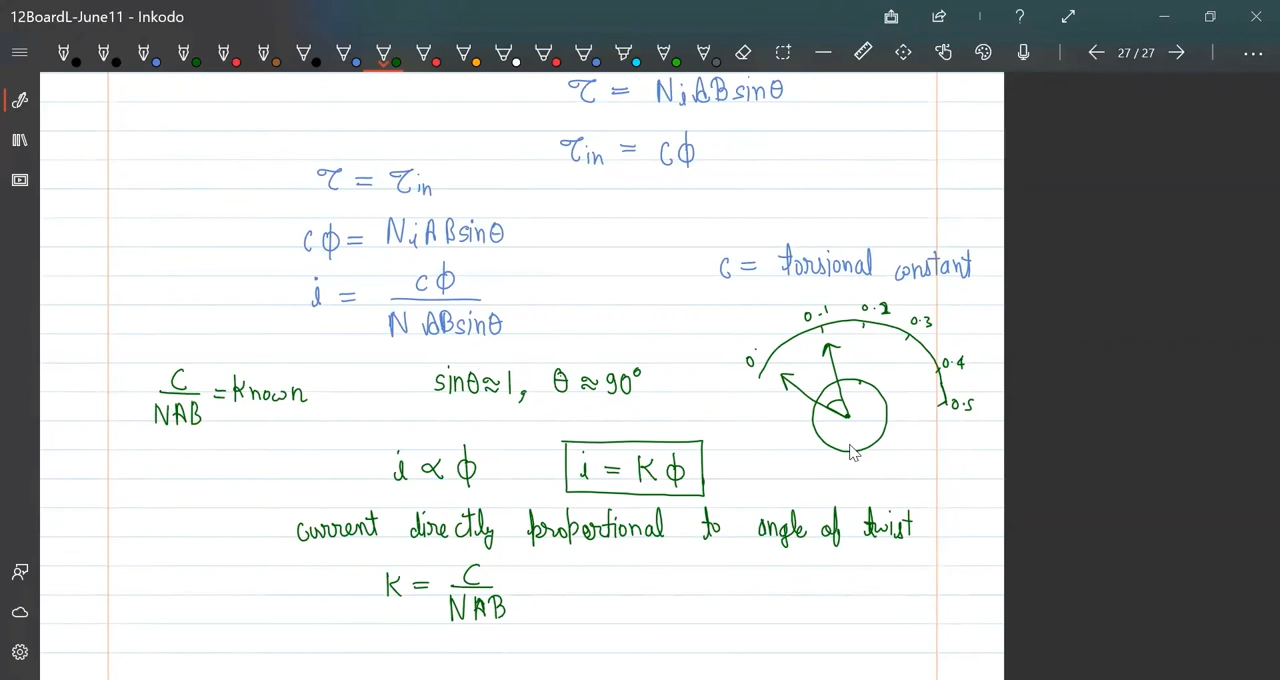 12BoardL-June11 - Inkodo
27/27
τ = NiABsinθ
τin = cϕ
τ = τin
cϕ = NiABsinθ
c = torsional constant
i = cϕ / N ABsinθ
0 0.1 0.2 0.3 0.4 0.5
C / NAB = Known
sinθ≈1, θ ≈ 90°
i ∝ ϕ
i = Kϕ
current directly proportional to angle of twist
K = C / NAB